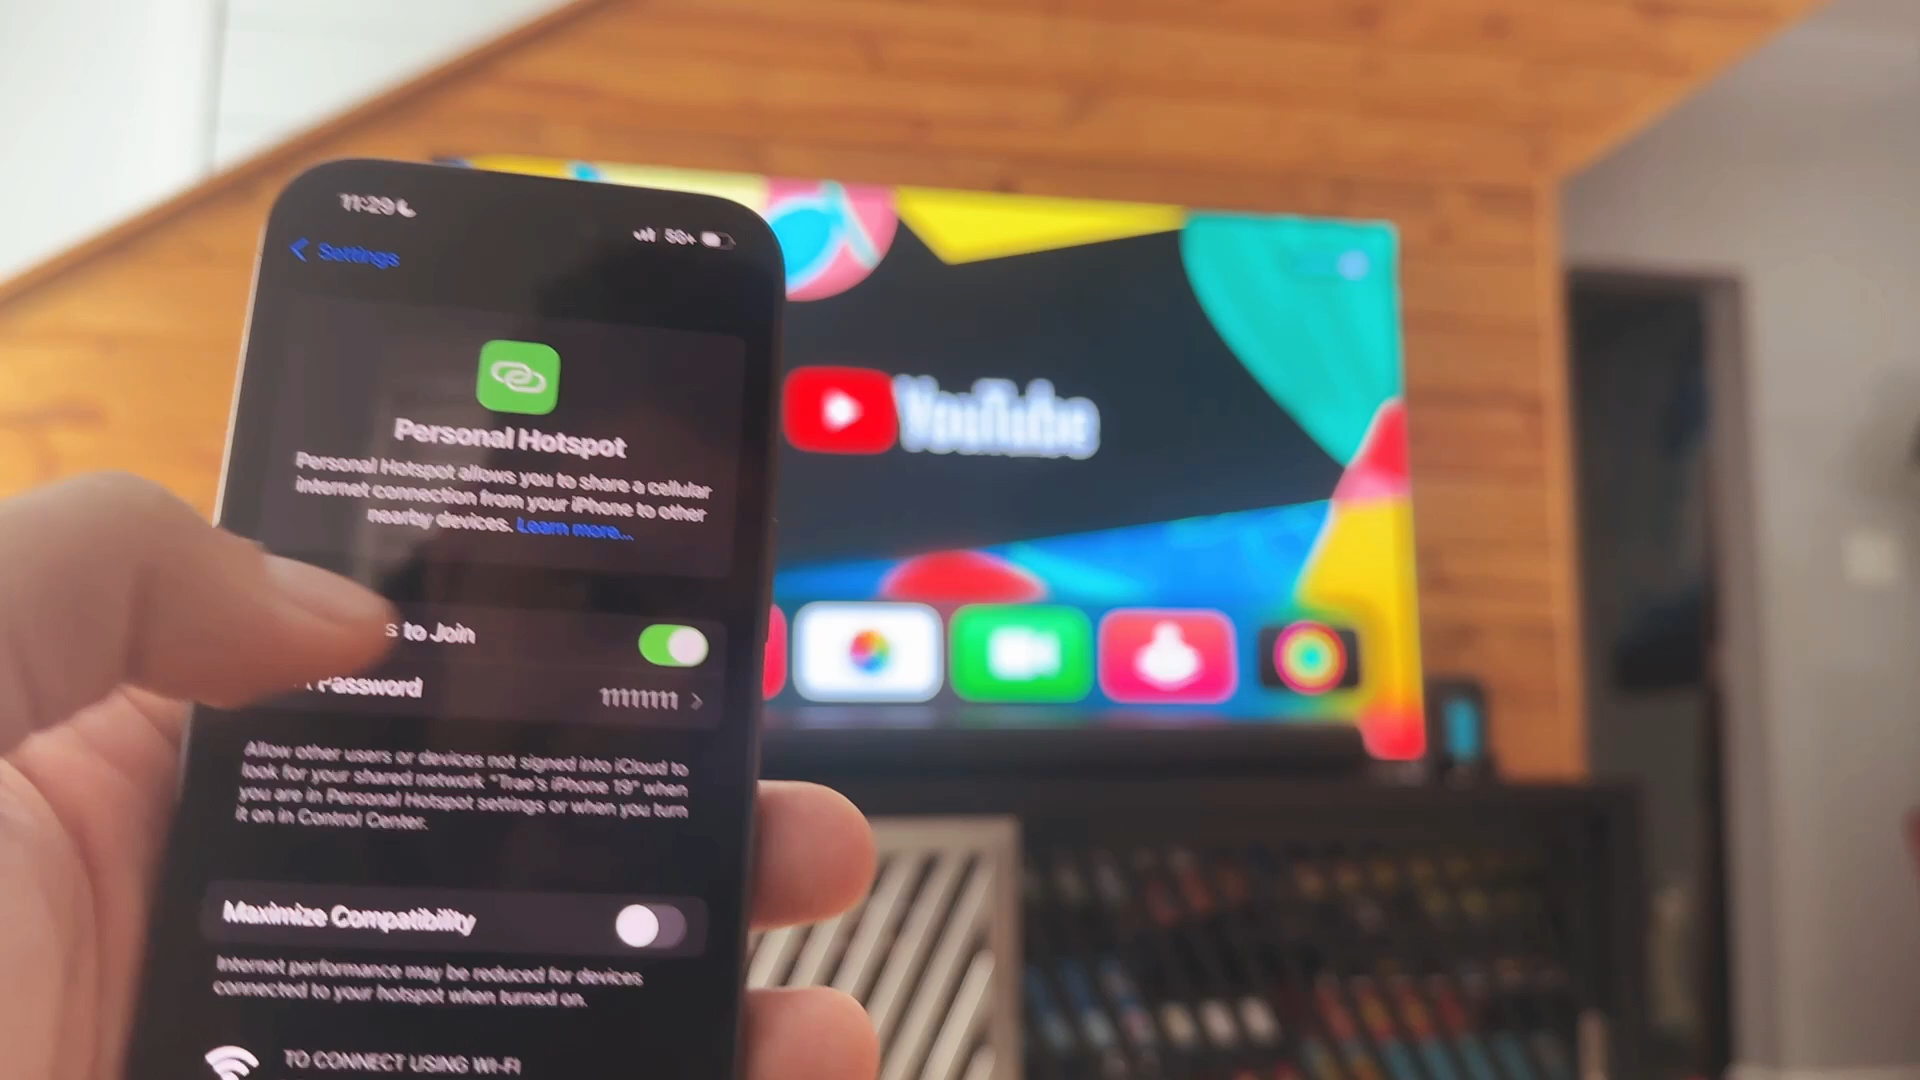 11:29
5G+
Settings
Personal Hotspot
Personal Hotspot allows you to share a cellular
internet connection from your iPhone to other
nearby devices. Learn more...
s to Join
Password
11111111
Allow other users or devices not signed into iCloud to
look for your shared network "Trae's iPhone 19" when
you are in Personal Hotspot settings or when you turn
it on in Control Center.
Maximize Compatibility
Internet performance may be reduced for devices
connected to your hotspot when turned on.
TO CONNECT USING WI-FI
YouTube